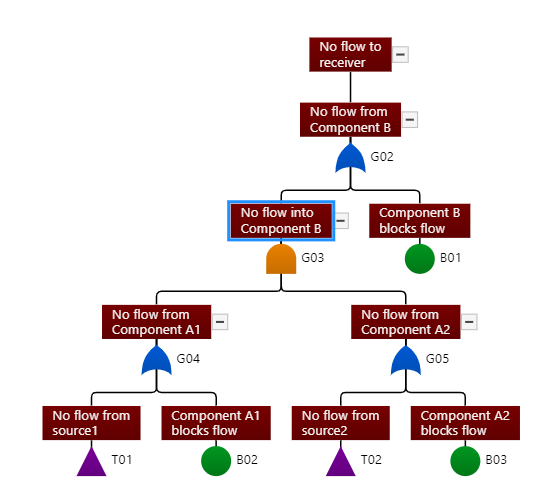 No flow to
receiver
No flow from
Component B
G02
No flow into
Component B
Component B
blocks flow
G03
B01
No flow from
Component A1
No flow from
Component A2
G04
G05
No flow from
source1
Component A1
blocks flow
No flow from
source2
Component A2
blocks flow
T01
B02
T02
B03